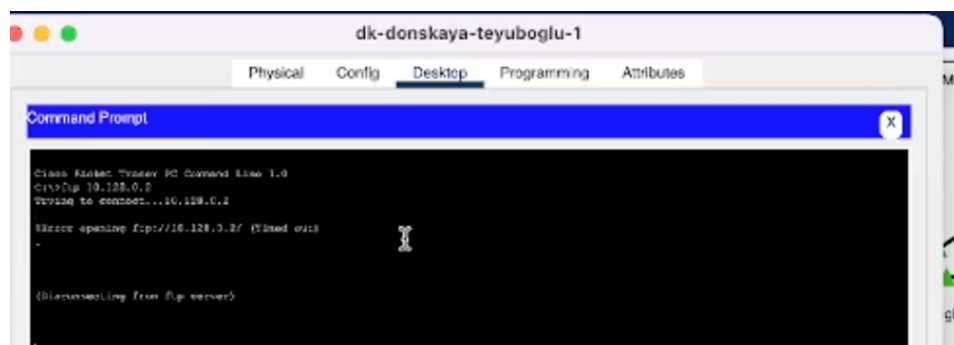 dk-donskaya-teyuboglu-1
Physical Config Desktop Programming Attributes
Command Prompt
X
Cisco Packet Tracer PC Command Line 1.0
C:\>ftp 10.128.0.2
Trying to connect...10.128.0.2
%Error opening ftp://10.128.0.2/ (Timed out)
(Disconnecting from ftp server)